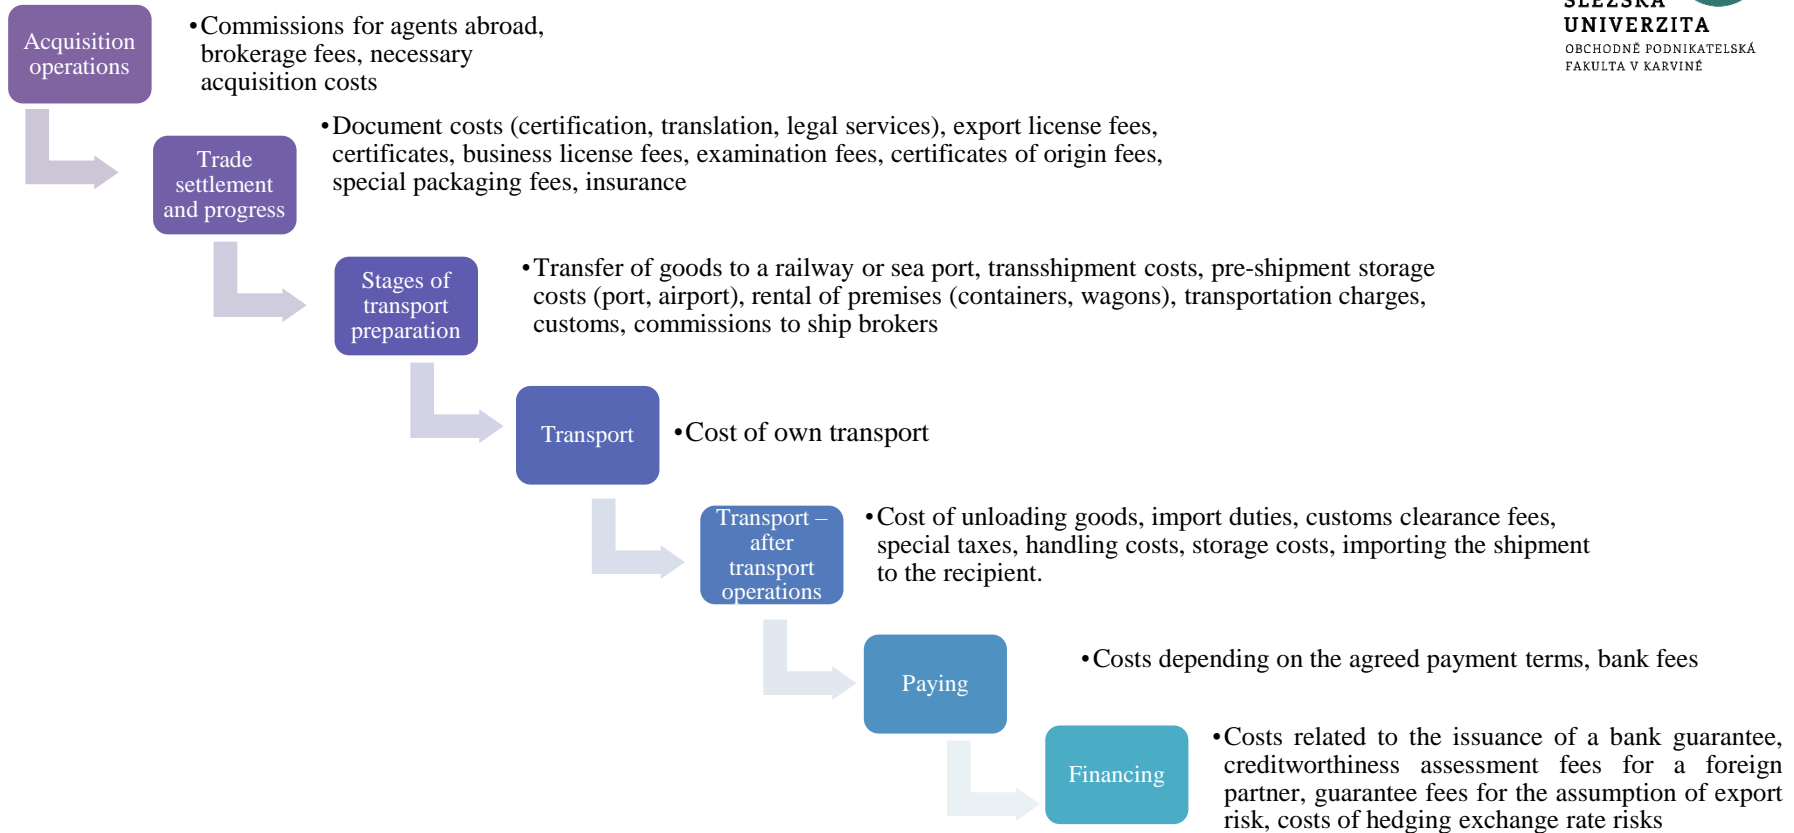 SLEZSKÁ
UNIVERZITA
OBCHODNĚ PODNIKATELSKÁ
FAKULTA V KARVINÉ
Acquisition
operations
•Commissions for agents abroad,
brokerage fees, necessary
acquisition costs
Trade
settlement
and progress
•Document costs (certification, translation, legal services), export license fees,
certificates, business license fees, examination fees, certificates of origin fees,
special packaging fees, insurance
Stages of
transport
preparation
•Transfer of goods to a railway or sea port, transshipment costs, pre-shipment storage
costs (port, airport), rental of premises (containers, wagons), transportation charges,
customs, commissions to ship brokers
Transport
•Cost of own transport
Transport –
after
transport
operations
•Cost of unloading goods, import duties, customs clearance fees,
special taxes, handling costs, storage costs, importing the shipment
to the recipient.
Paying
•Costs depending on the agreed payment terms, bank fees
Financing
•Costs related to the issuance of a bank guarantee,
creditworthiness assessment fees for a foreign
partner, guarantee fees for the assumption of export
risk, costs of hedging exchange rate risks